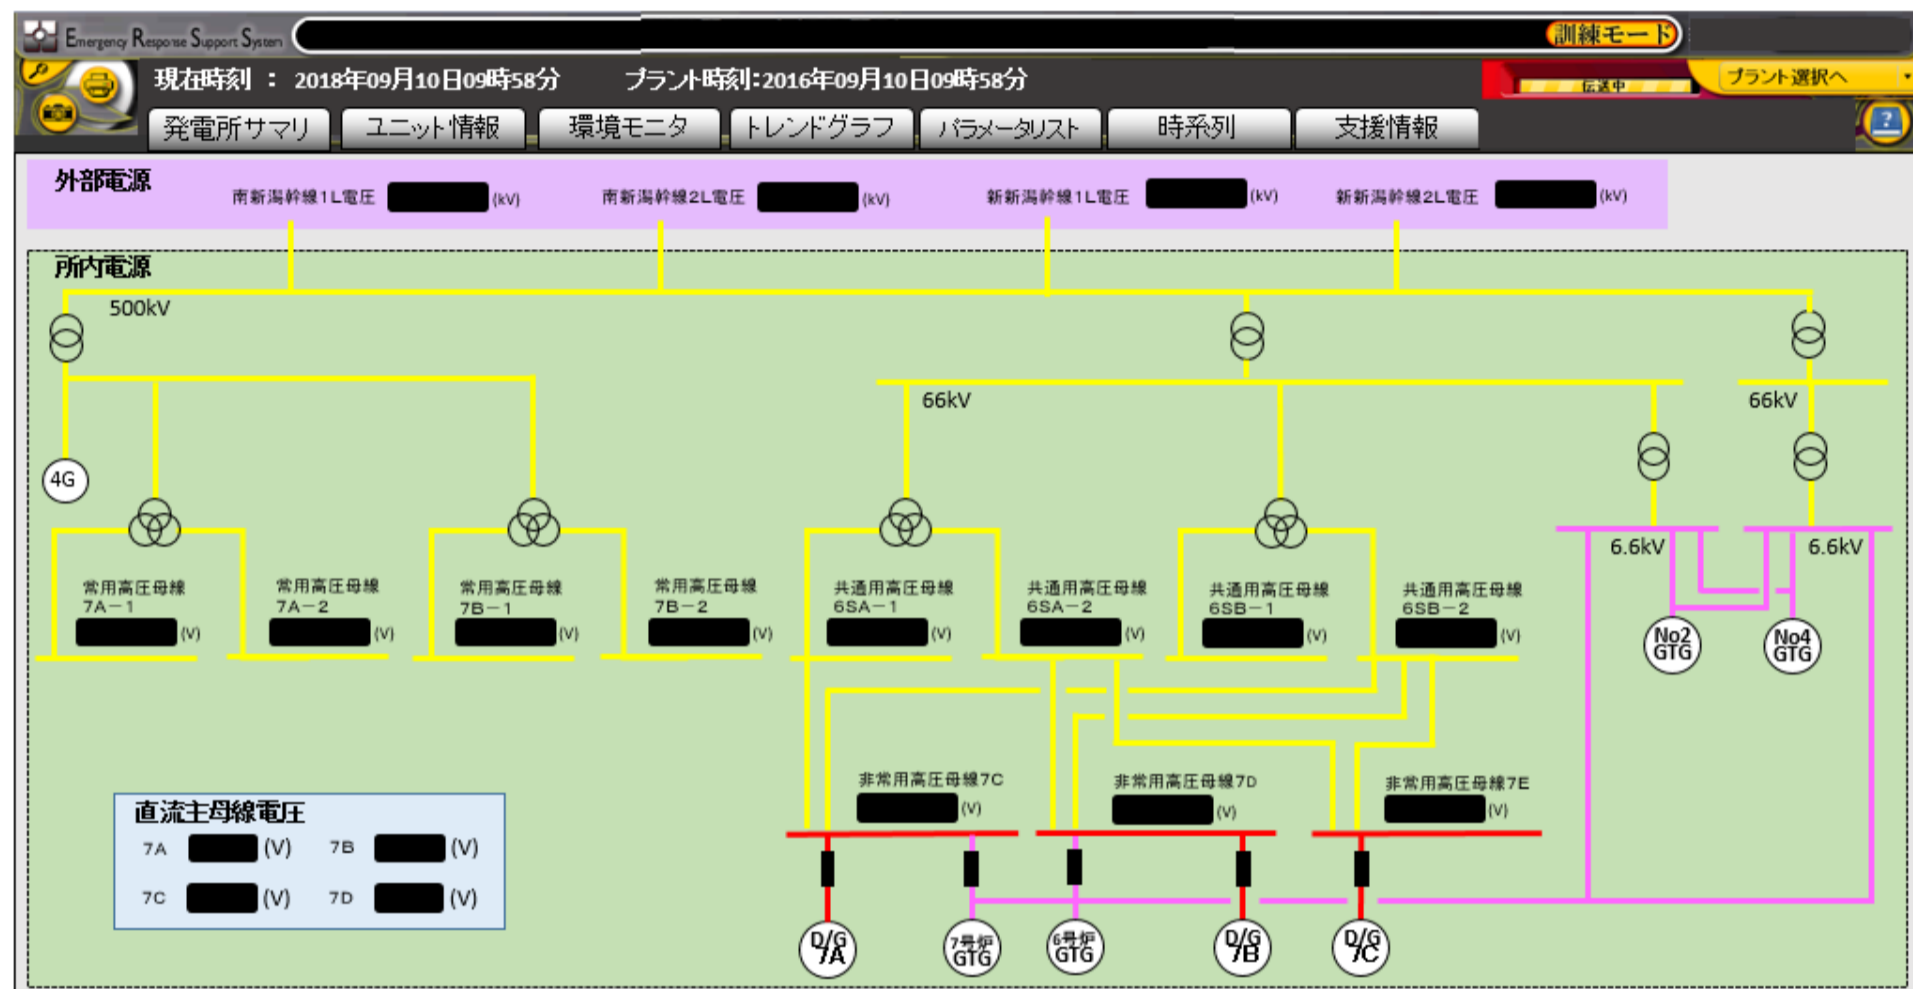 Emergency Response Support System
訓練モード
現在時刻 : 2018年09月10日09時58分 プラント時刻:2016年09月10日09時58分
伝送中
プラント選択へ
発電所サマリ ユニット情報 環境モニタ トレンドグラフ パラメータリスト 時系列 支援情報
?
外部電源
南新潟幹線1L電圧 (kV) 南新潟幹線2L電圧 (kV) 新新潟幹線1L電圧 (kV) 新新潟幹線2L電圧 (kV)
所内電源
500kV
66kV 66kV
4G
6.6kV 6.6kV
常用高圧母線 常用高圧母線 常用高圧母線 常用高圧母線 共通用高圧母線 共通用高圧母線 共通用高圧母線 共通用高圧母線
7A-1 7A-2 7B-1 7B-2 6SA-1 6SA-2 6SB-1 6SB-2
(V) (V) (V) (V) (V) (V) (V) (V)
No2 No4
GTG GTG
非常用高圧母線7C 非常用高圧母線7D 非常用高圧母線7E
(V) (V) (V)
直流主母線電圧
7A (V) 7B (V)
7C (V) 7D (V)
D/G 7号炉 6号炉 D/G D/G
7A GTG GTG 7B 7C